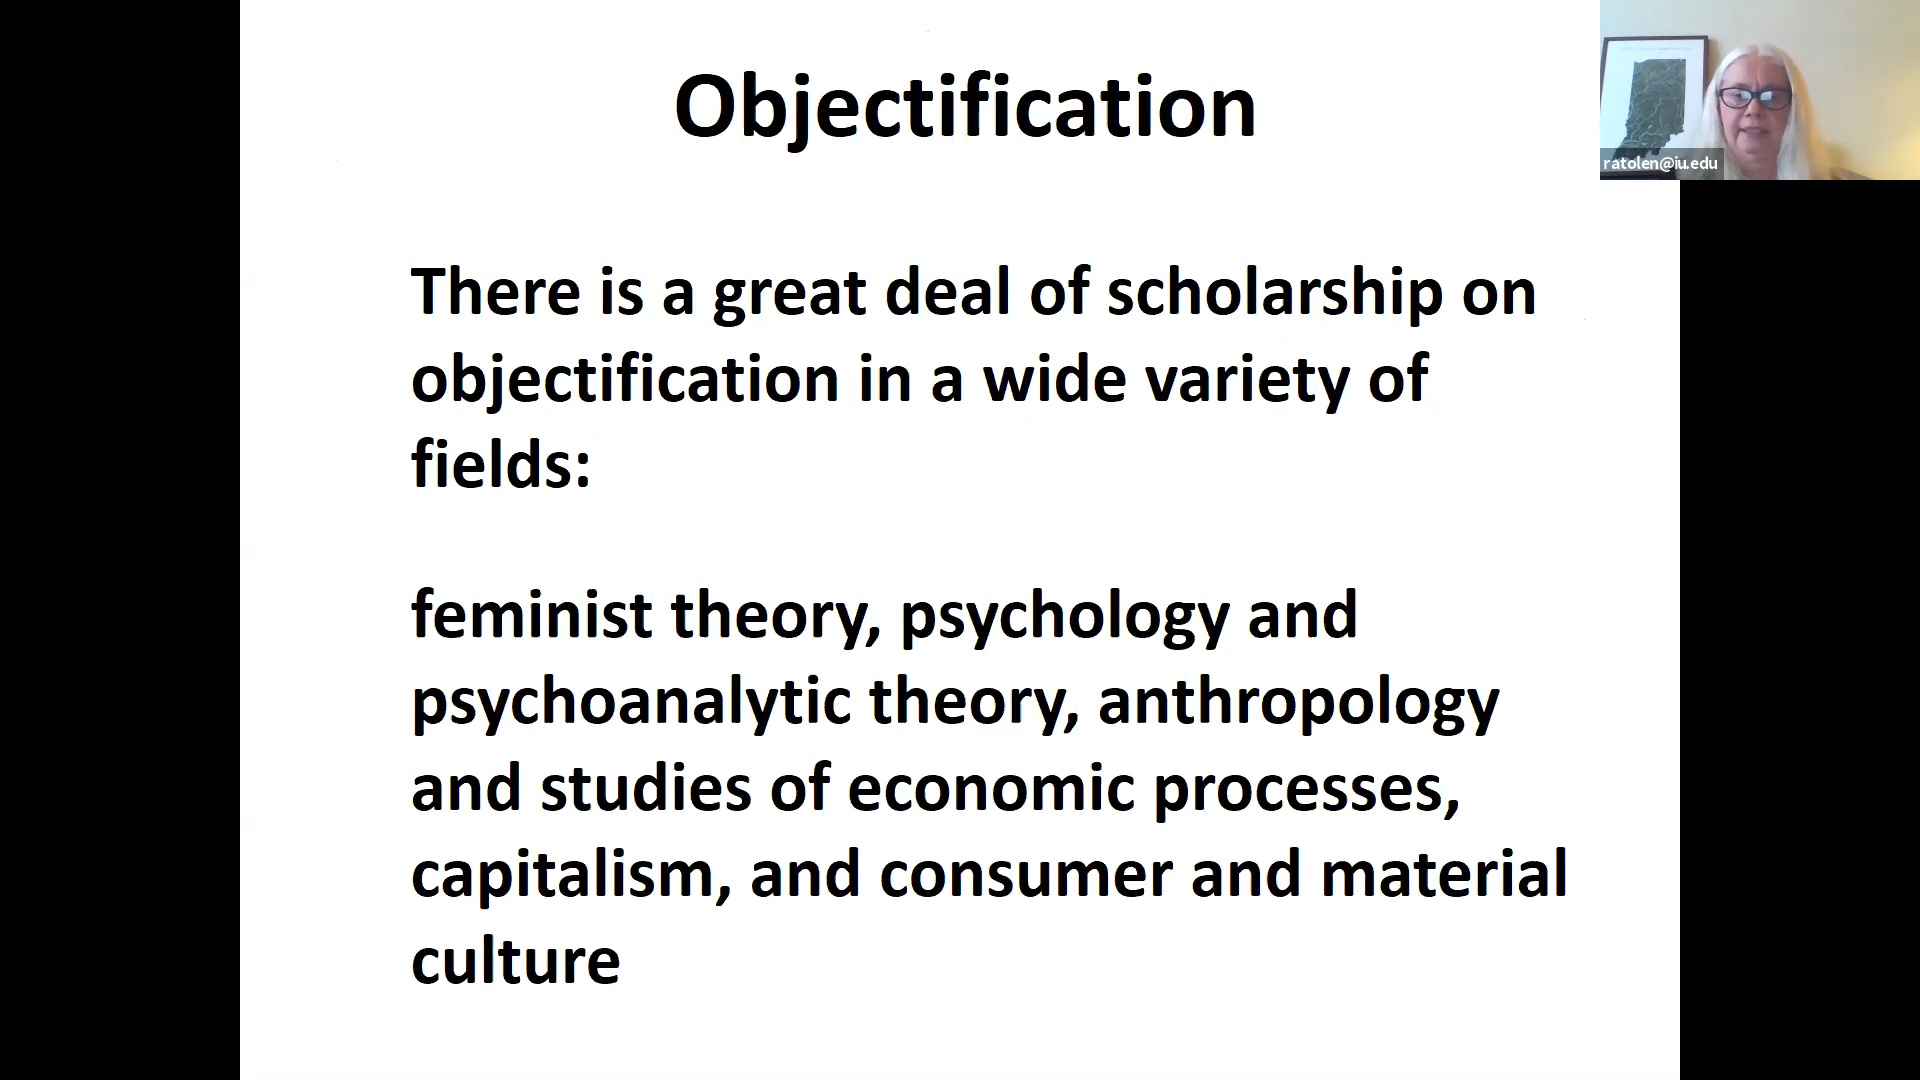 Objectification
ratolen@iu.edu
There is a great deal of scholarship on
objectification in a wide variety of
fields:
feminist theory, psychology and
psychoanalytic theory, anthropology
and studies of economic processes,
capitalism, and consumer and material
culture